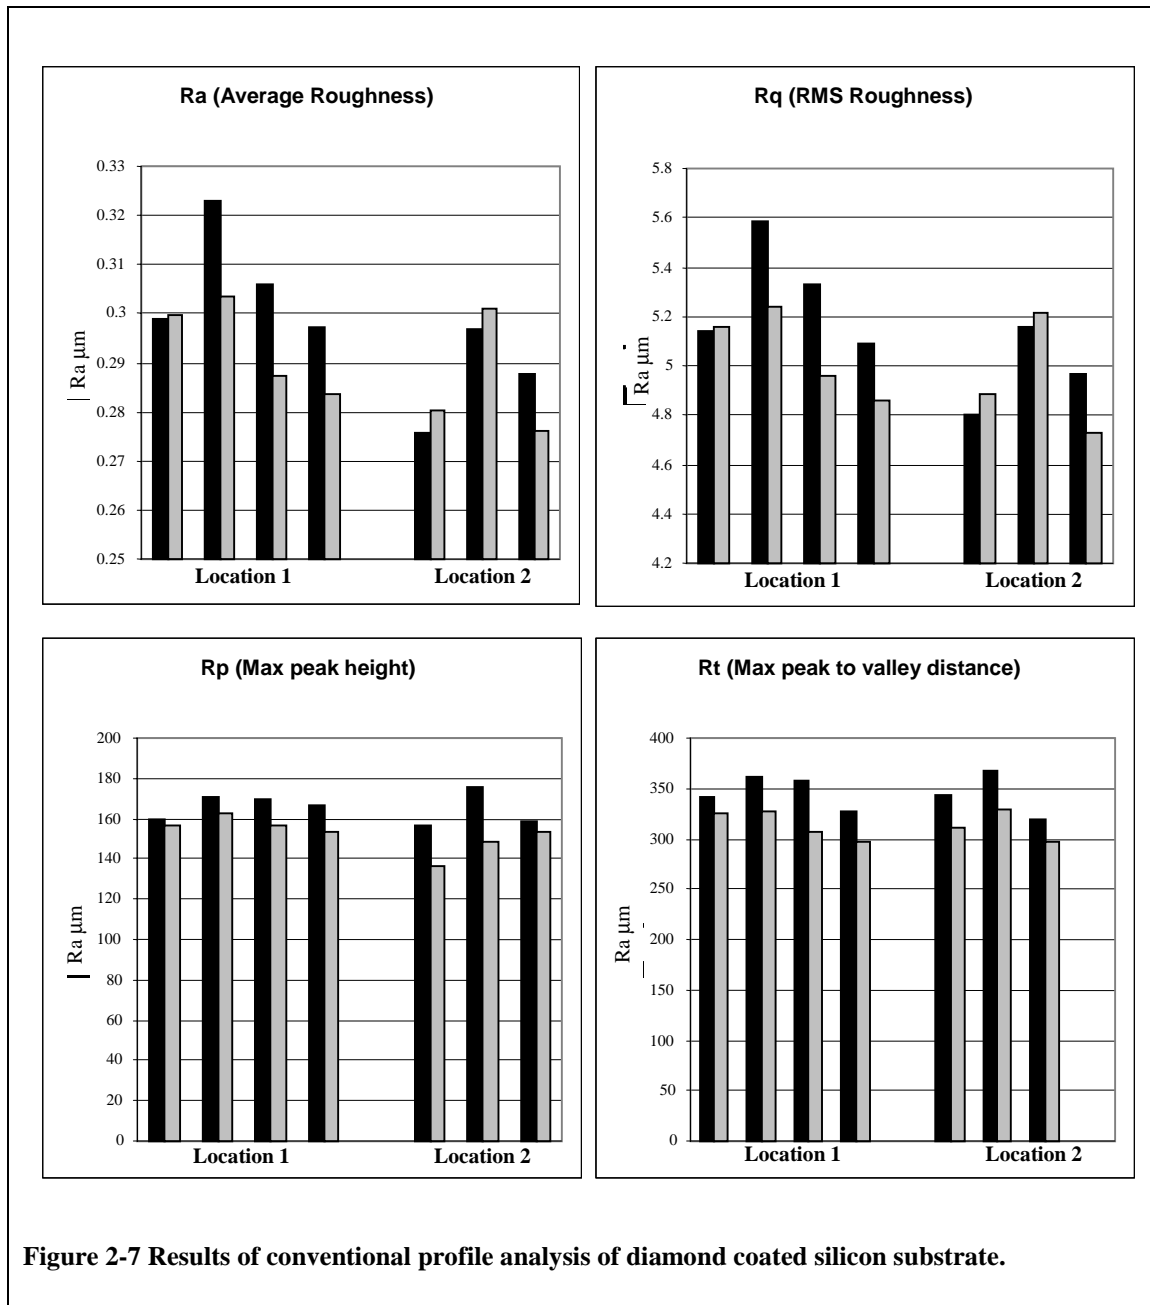 Ra (Average Roughness)
0.33
0.32
0.31
0.3
0.29
0.28
0.27
0.26
0.25
Ra μm
Location 1 Location 2
Rq (RMS Roughness)
5.8
5.6
5.4
5.2
5
4.8
4.6
4.4
4.2
Ra μm
Location 1 Location 2
Rp (Max peak height)
200
180
160
140
120
100
80
60
40
20
0
Ra μm
Location 1 Location 2
Rt (Max peak to valley distance)
400
350
300
250
200
150
100
50
0
Ra μm
Location 1 Location 2
Figure 2-7 Results of conventional profile analysis of diamond coated silicon substrate.